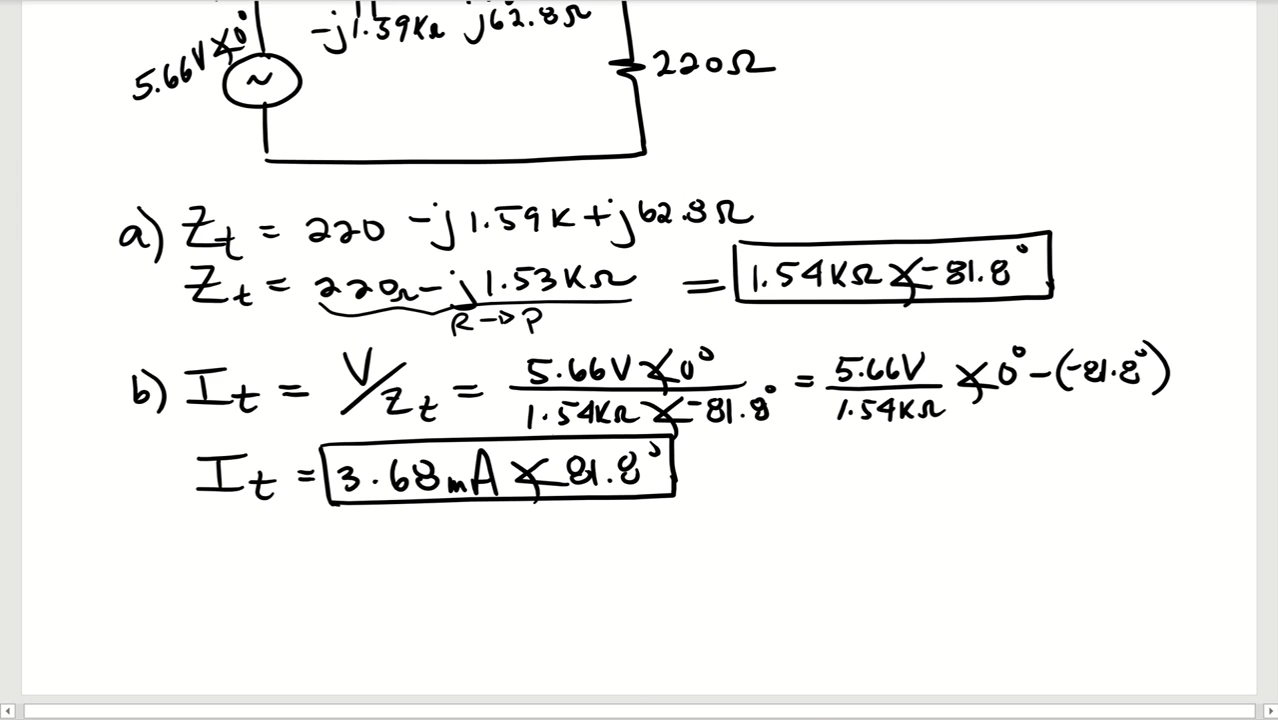 5.66V∡0°
-j1.59KΩ j62.8Ω
220Ω
a) Zt = 220 -j1.59K+j62.8Ω
Zt = 220Ω-j1.53KΩ = 1.54KΩ∡-81.8°
R→P
b) It = V/Zt = 5.66V∡0° / 1.54KΩ∡-81.8° = 5.66V / 1.54KΩ ∡0°-(-81.8°)
It = 3.68mA ∡81.8°